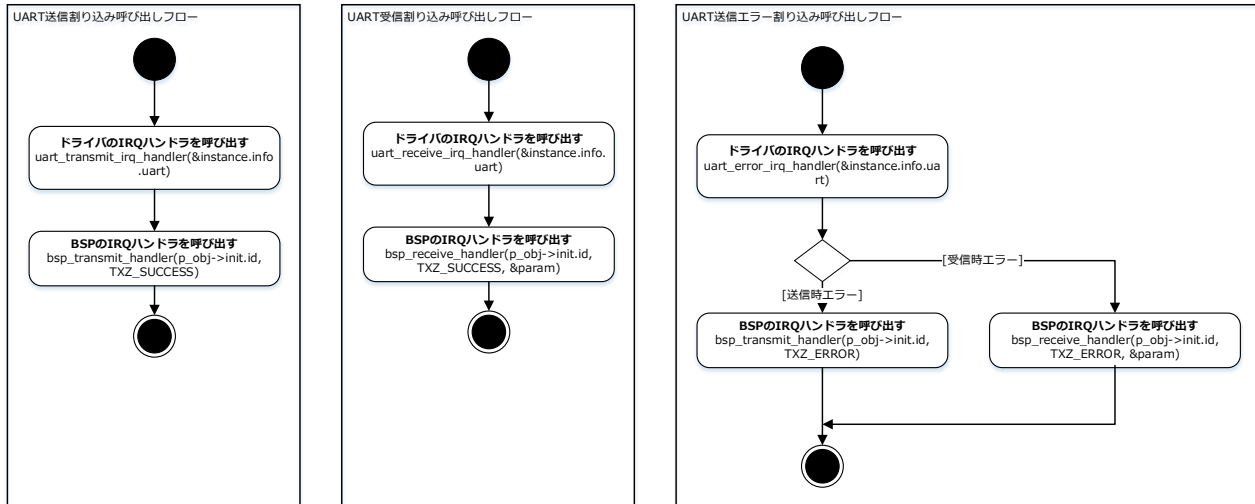 UART送信割り込み呼び出しフロー
ドライバのIRQハンドラを呼び出す
uart_transmit_irq_handler(&instance.info
.uart)
BSPのIRQハンドラを呼び出す
bsp_transmit_handler(p_obj->init.id,
TXZ_SUCCESS)
UART受信割り込み呼び出しフロー
ドライバのIRQハンドラを呼び出す
uart_receive_irq_handler(&instance.info.
uart)
BSPのIRQハンドラを呼び出す
bsp_receive_handler(p_obj->init.id,
TXZ_SUCCESS, &param)
UART送信エラー割り込み呼び出しフロー
ドライバのIRQハンドラを呼び出す
uart_error_irq_handler(&instance.info.ua
rt)
[受信時エラー]
[送信時エラー]
BSPのIRQハンドラを呼び出す
bsp_transmit_handler(p_obj->init.id,
TXZ_ERROR)
BSPのIRQハンドラを呼び出す
bsp_receive_handler(p_obj->init.id,
TXZ_ERROR, &param)